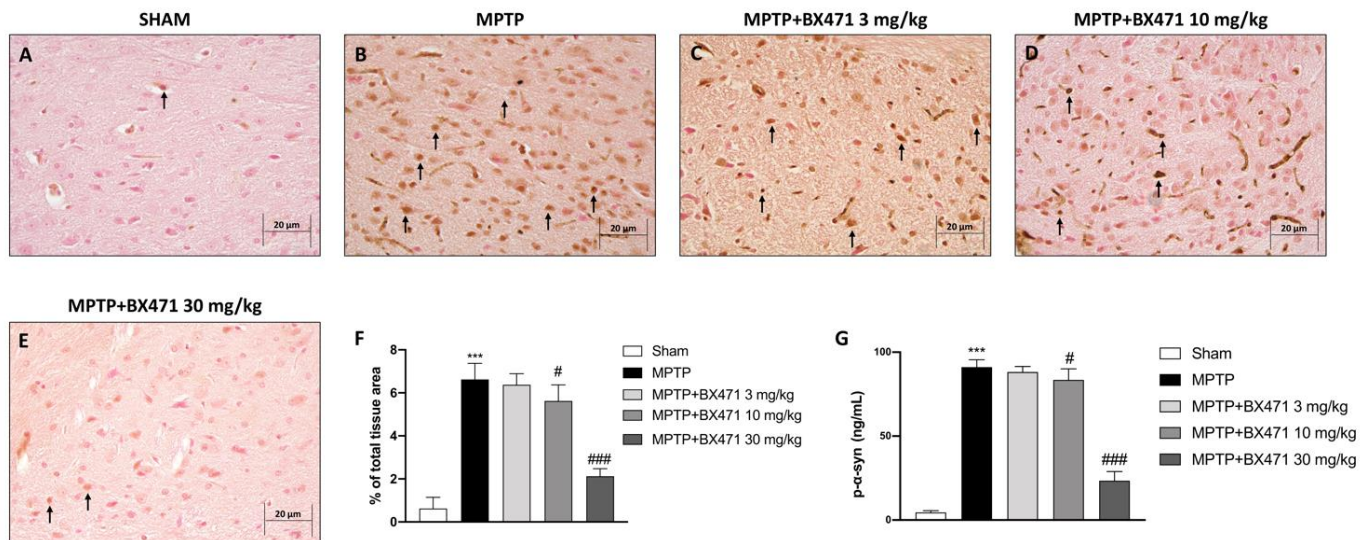 SHAM
MPTP
MPTP+BX471 3 mg/kg
MPTP+BX471 10 mg/kg
A
B
C
D
20 µm
20 µm
20 µm
20 µm
MPTP+BX471 30 mg/kg
E
20 µm
F
% of total tissue area
8
6
4
2
0
***
#
###
Sham
MPTP
MPTP+BX471 3 mg/kg
MPTP+BX471 10 mg/kg
MPTP+BX471 30 mg/kg
G
p-α-syn (ng/mL)
100
50
0
***
#
###
Sham
MPTP
MPTP+BX471 3 mg/kg
MPTP+BX471 10 mg/kg
MPTP+BX471 30 mg/kg